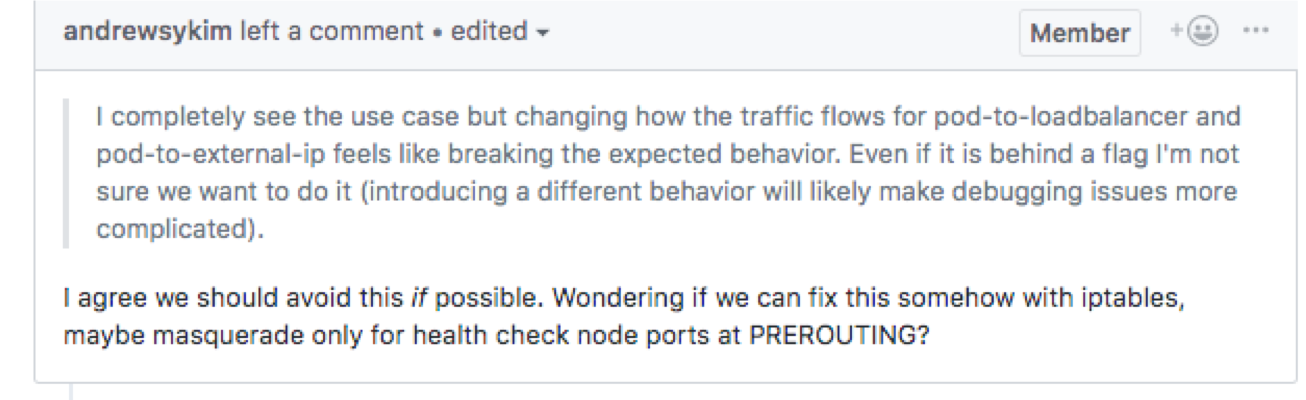 andrewsykim left a comment • edited
Member
I completely see the use case but changing how the traffic flows for pod-to-loadbalancer and
pod-to-external-ip feels like breaking the expected behavior. Even if it is behind a flag I'm not
sure we want to do it (introducing a different behavior will likely make debugging issues more
complicated).
I agree we should avoid this if possible. Wondering if we can fix this somehow with iptables,
maybe masquerade only for health check node ports at PREROUTING?